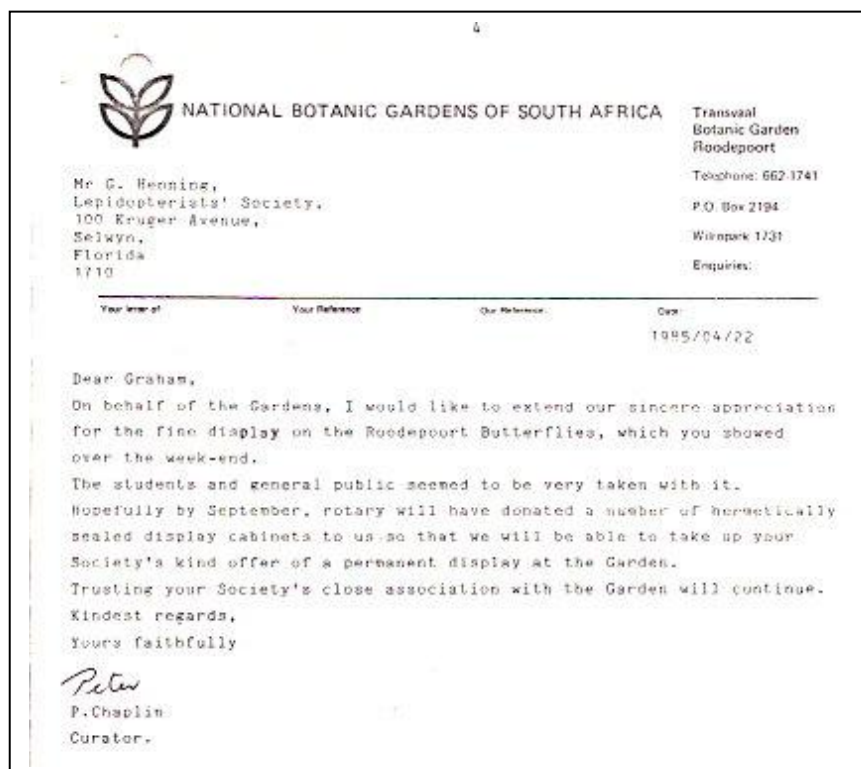 4
NATIONAL BOTANIC GARDENS OF SOUTH AFRICA
Transvaal
Botanic Garden
Roodepoort
Telephone: 662-1741
P.O. Box 2194
Wilropark 1731
Enquiries:
Mr G. Henning,
Lepidopterists' Society,
100 Kruger Avenue,
Selwyn,
Florida
1710
Your letter of
Your Reference
Our Reference
Date
1985/04/22
Dear Graham,
On behalf of the Gardens, I would like to extend our sincere appreciation
for the fine display on the Roodepoort Butterflies, which you showed
over the week-end.
The students and general public seemed to be very taken with it.
Hopefully by September, rotary will have donated a number of hermetically
sealed display cabinets to us so that we will be able to take up your
Society's kind offer of a permanent display at the Garden.
Trusting your Society's close association with the Garden will continue.
Kindest regards,
Yours faithfully
Peter
P.Chaplin
Curator.